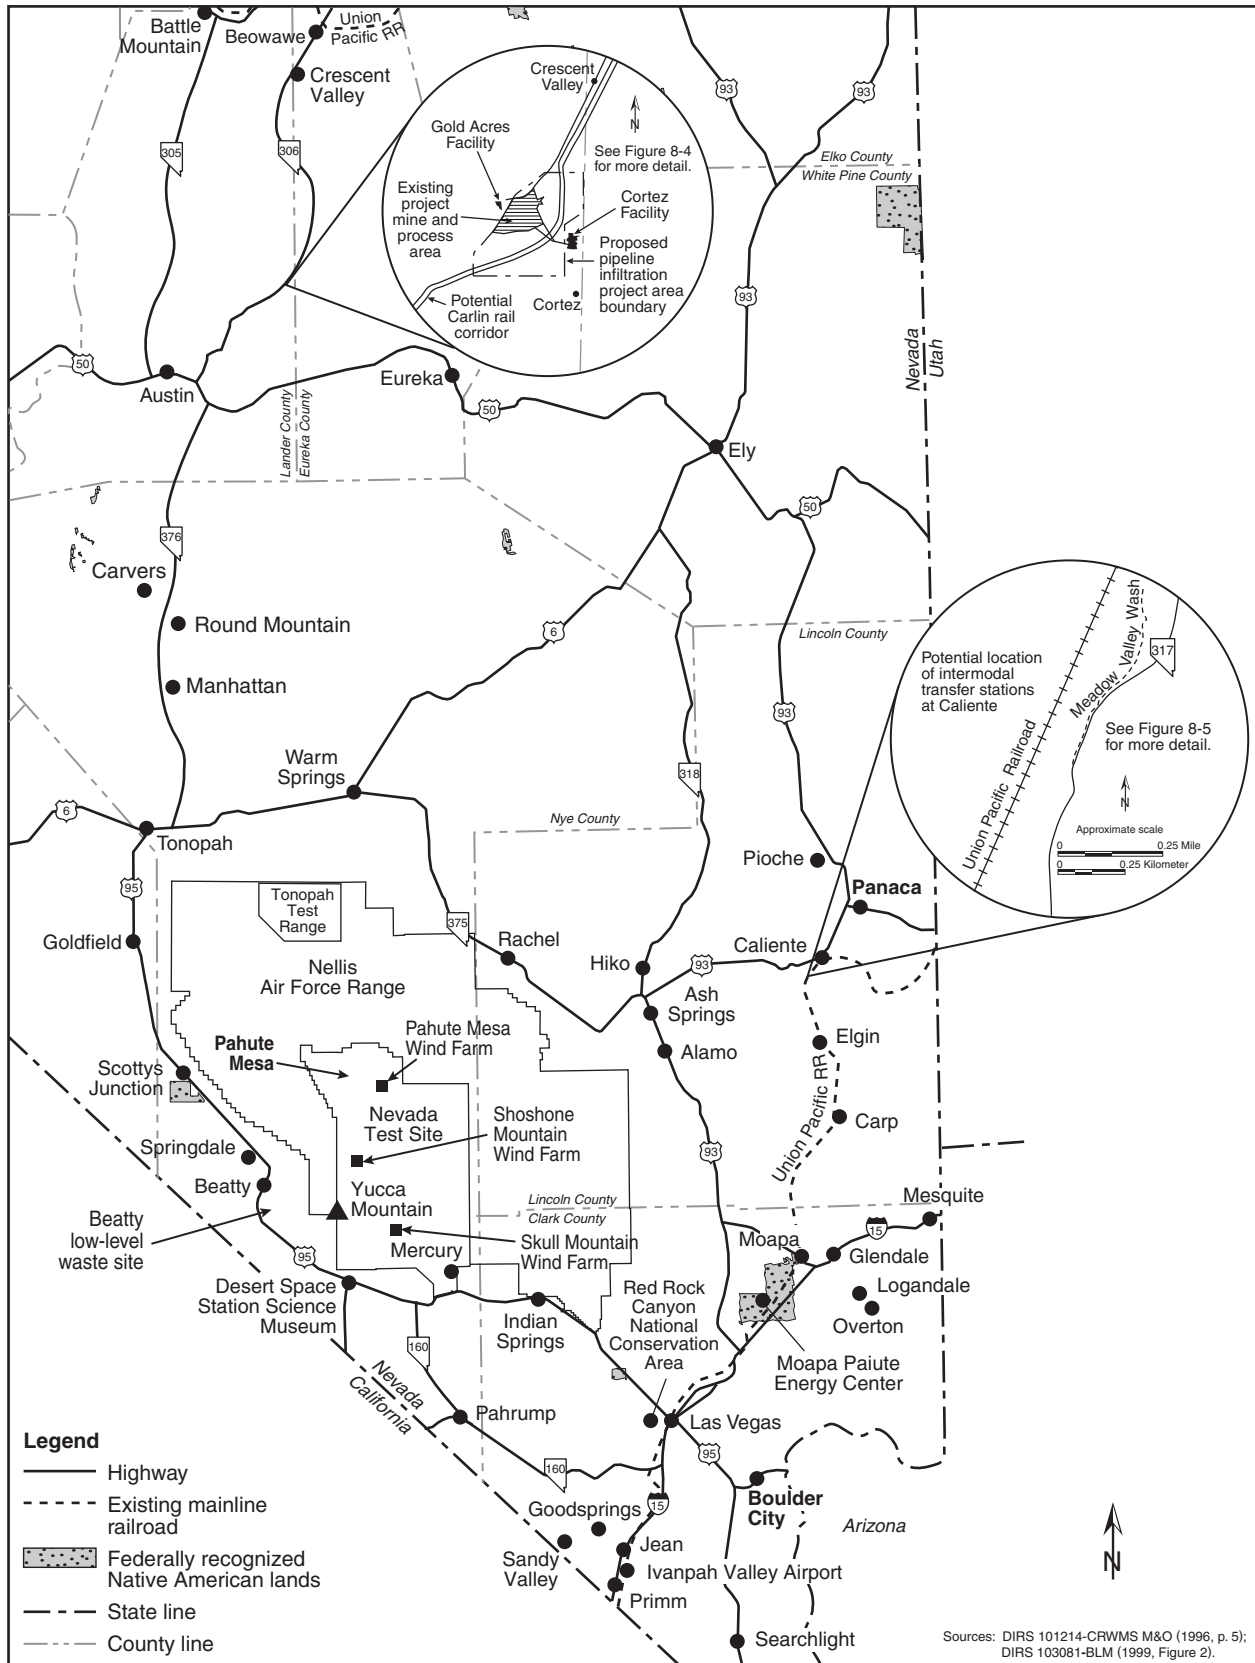 Battle
Mountain
Beowawe
Union
Pacific RR
Crescent
Valley
305
306
Crescent
Valley
N
Gold Acres
Facility
See Figure 8-4
for more detail.
Existing
project
mine and
process
area
Cortez
Facility
Proposed
pipeline
infiltration
project area
boundary
Potential
Carlin rail
corridor
Cortez
93
93
Elko County
White Pine County
93
Nevada
Utah
50
Austin
Eureka
50
Lander County
Eureka County
Ely
50
376
Carvers
Round Mountain
Manhattan
6
Lincoln County
93
318
Potential location
of intermodal
transfer stations
at Caliente
Union Pacific Railroad
Meadow Valley Wash
317
See Figure 8-5
for more detail.
N
Approximate scale
0 0.25 Mile
0 0.25 Kilometer
Warm
Springs
6
Tonopah
Nye County
95
Tonopah
Test
Range
375
Goldfield
Rachel
Nellis
Air Force Range
Pioche
Panaca
Caliente
Hiko
93
Ash
Springs
Alamo
Elgin
Union Pacific RR
Carp
Pahute
Mesa
Pahute Mesa
Wind Farm
Scottys
Junction
Nevada
Test Site
Shoshone
Mountain
Wind Farm
Springdale
93
Beatty
Yucca
Mountain
Lincoln County
Clark County
Mesquite
Beatty
low-level
waste site
Skull Mountain
Wind Farm
Mercury
95
Moapa
15
Glendale
Logandale
Overton
Desert Space
Station Science
Museum
Indian
Springs
Red Rock
Canyon
National
Conservation
Area
Moapa Paiute
Energy Center
160
Nevada
California
Pahrump
Las Vegas
95
160
15
Boulder
City
Goodsprings
Jean
Sandy
Valley
Ivanpah Valley Airport
Primm
Arizona
Searchlight
N
Legend
Highway
Existing mainline
railroad
Federally recognized
Native American lands
State line
County line
Sources: DIRS 101214-CRWMS M&O (1996, p. 5);
DIRS 103081-BLM (1999, Figure 2).